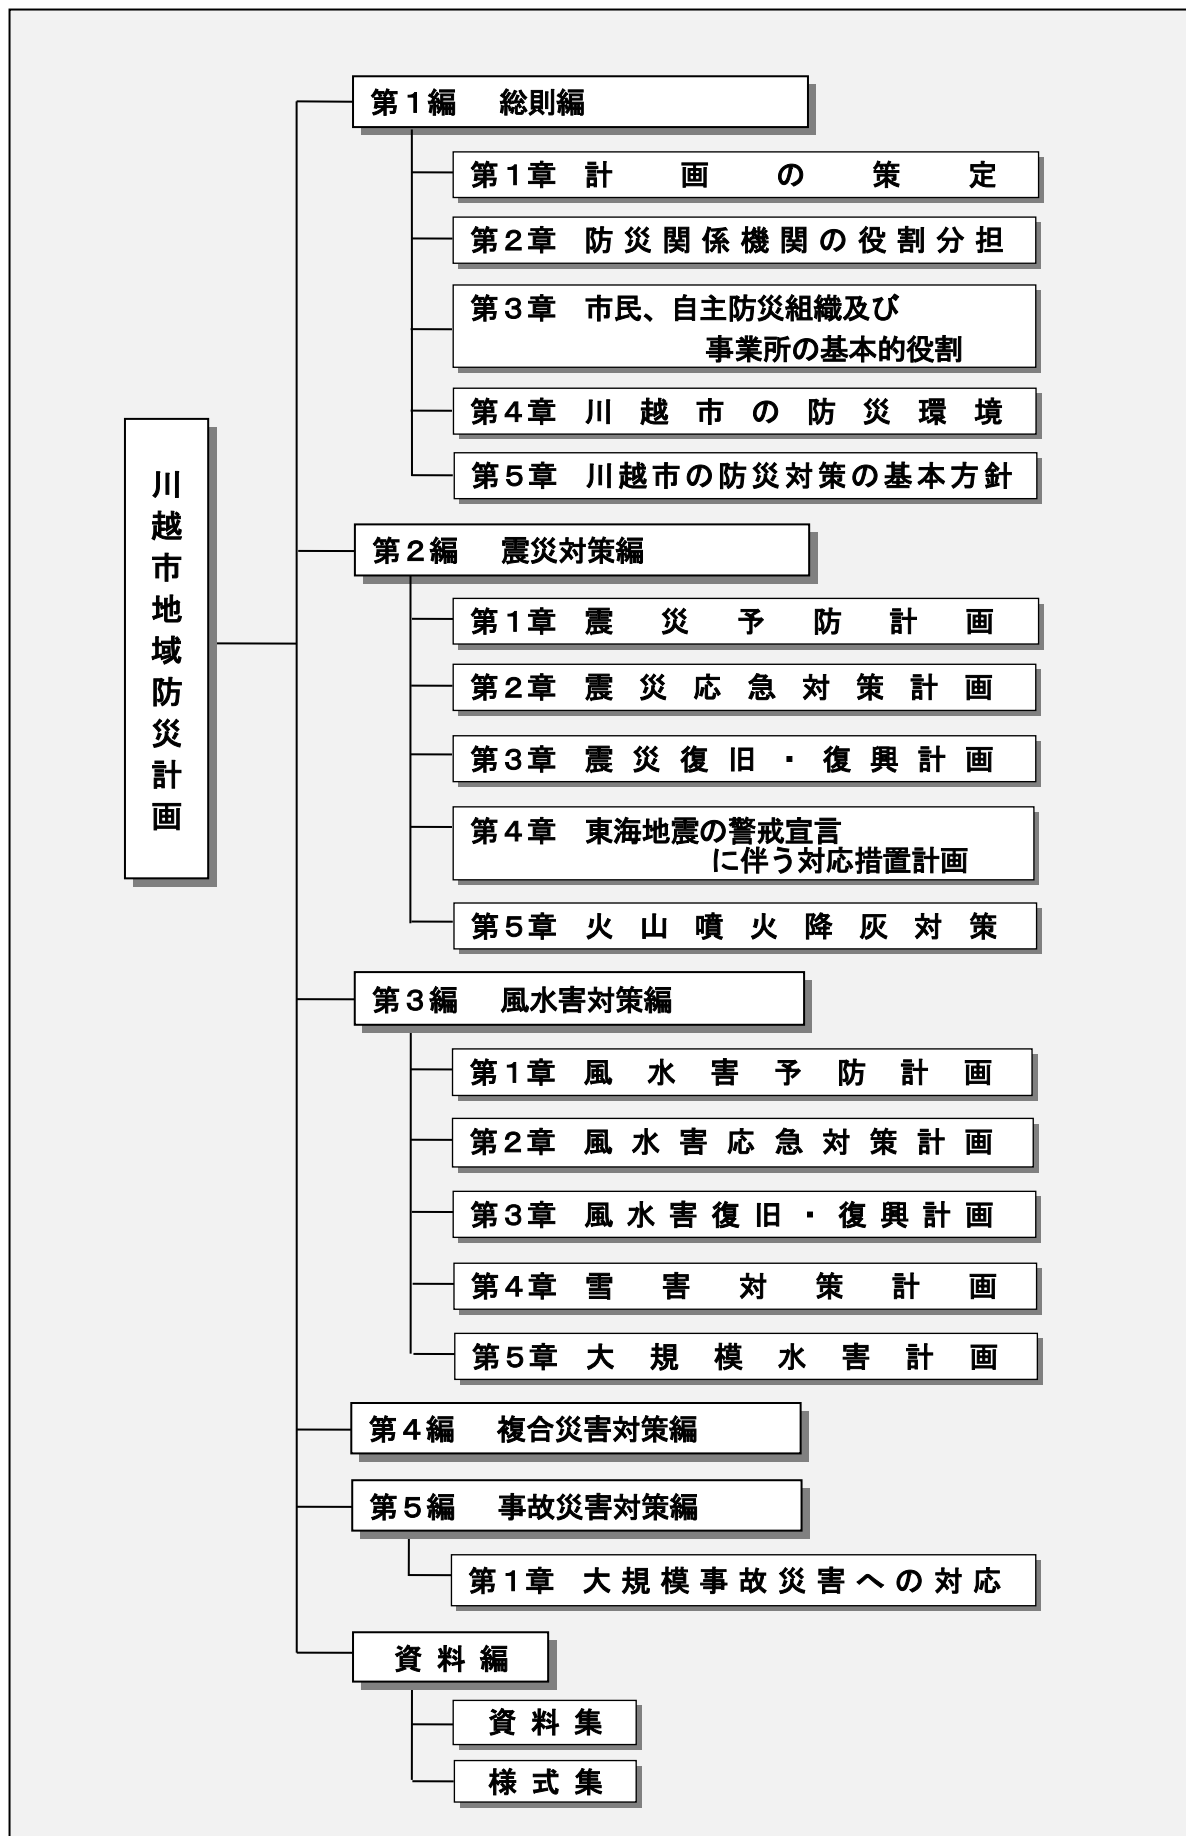 川越市地域防災計画
第１編　総則編
第１章　計画の策定
第２章　防災関係機関の役割分担
第３章　市民、自主防災組織及び
事業所の基本的役割
第４章　川越市の防災環境
第５章　川越市の防災対策の基本方針
第２編　震災対策編
第１章　震災予防計画
第２章　震災応急対策計画
第３章　震災復旧・復興計画
第４章　東海地震の警戒宣言
に伴う対応措置計画
第５章　火山噴火降灰対策
第３編　風水害対策編
第１章　風水害予防計画
第２章　風水害応急対策計画
第３章　風水害復旧・復興計画
第４章　雪害対策計画
第５章　大規模水害計画
第４編　複合災害対策編
第５編　事故災害対策編
第１章　大規模事故災害への対応
資料編
資料集
様式集